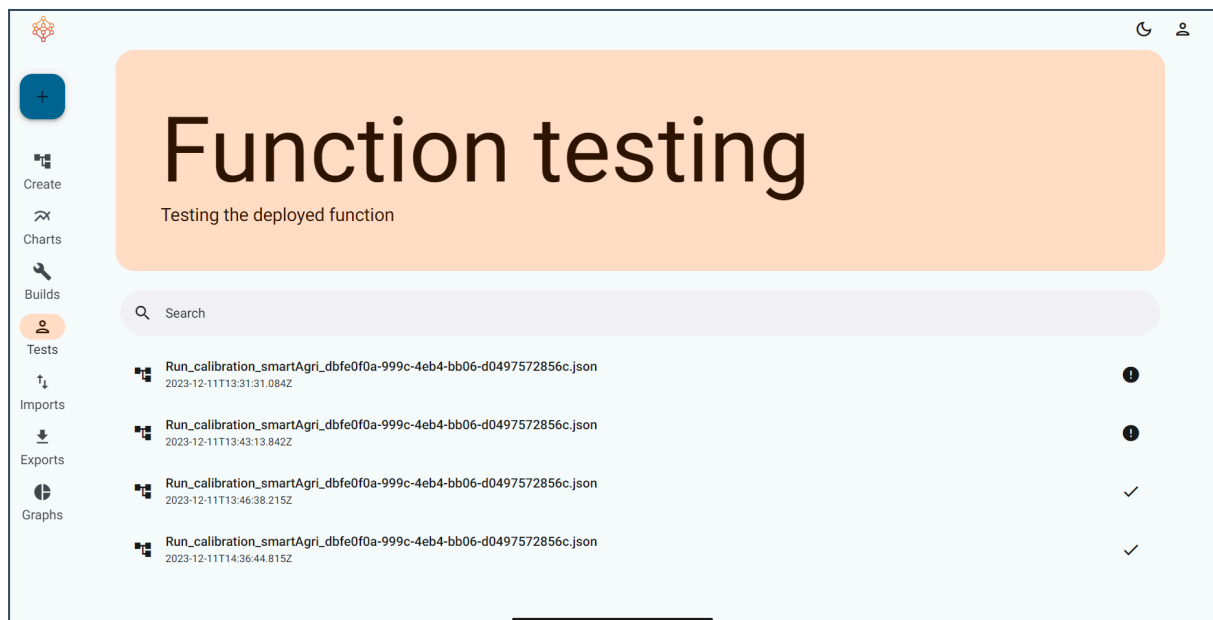 Function testing
Testing the deployed function
Create
Charts
Builds
Tests
Imports
Exports
Graphs
Search
Run_calibration_smartAgri_dbfe0f0a-999c-4eb4-bb06-d0497572856c.json
2023-12-11T13:31:31.084Z
Run_calibration_smartAgri_dbfe0f0a-999c-4eb4-bb06-d0497572856c.json
2023-12-11T13:43:13.842Z
Run_calibration_smartAgri_dbfe0f0a-999c-4eb4-bb06-d0497572856c.json
2023-12-11T13:46:38.215Z
Run_calibration_smartAgri_dbfe0f0a-999c-4eb4-bb06-d0497572856c.json
2023-12-11T14:36:44.815Z